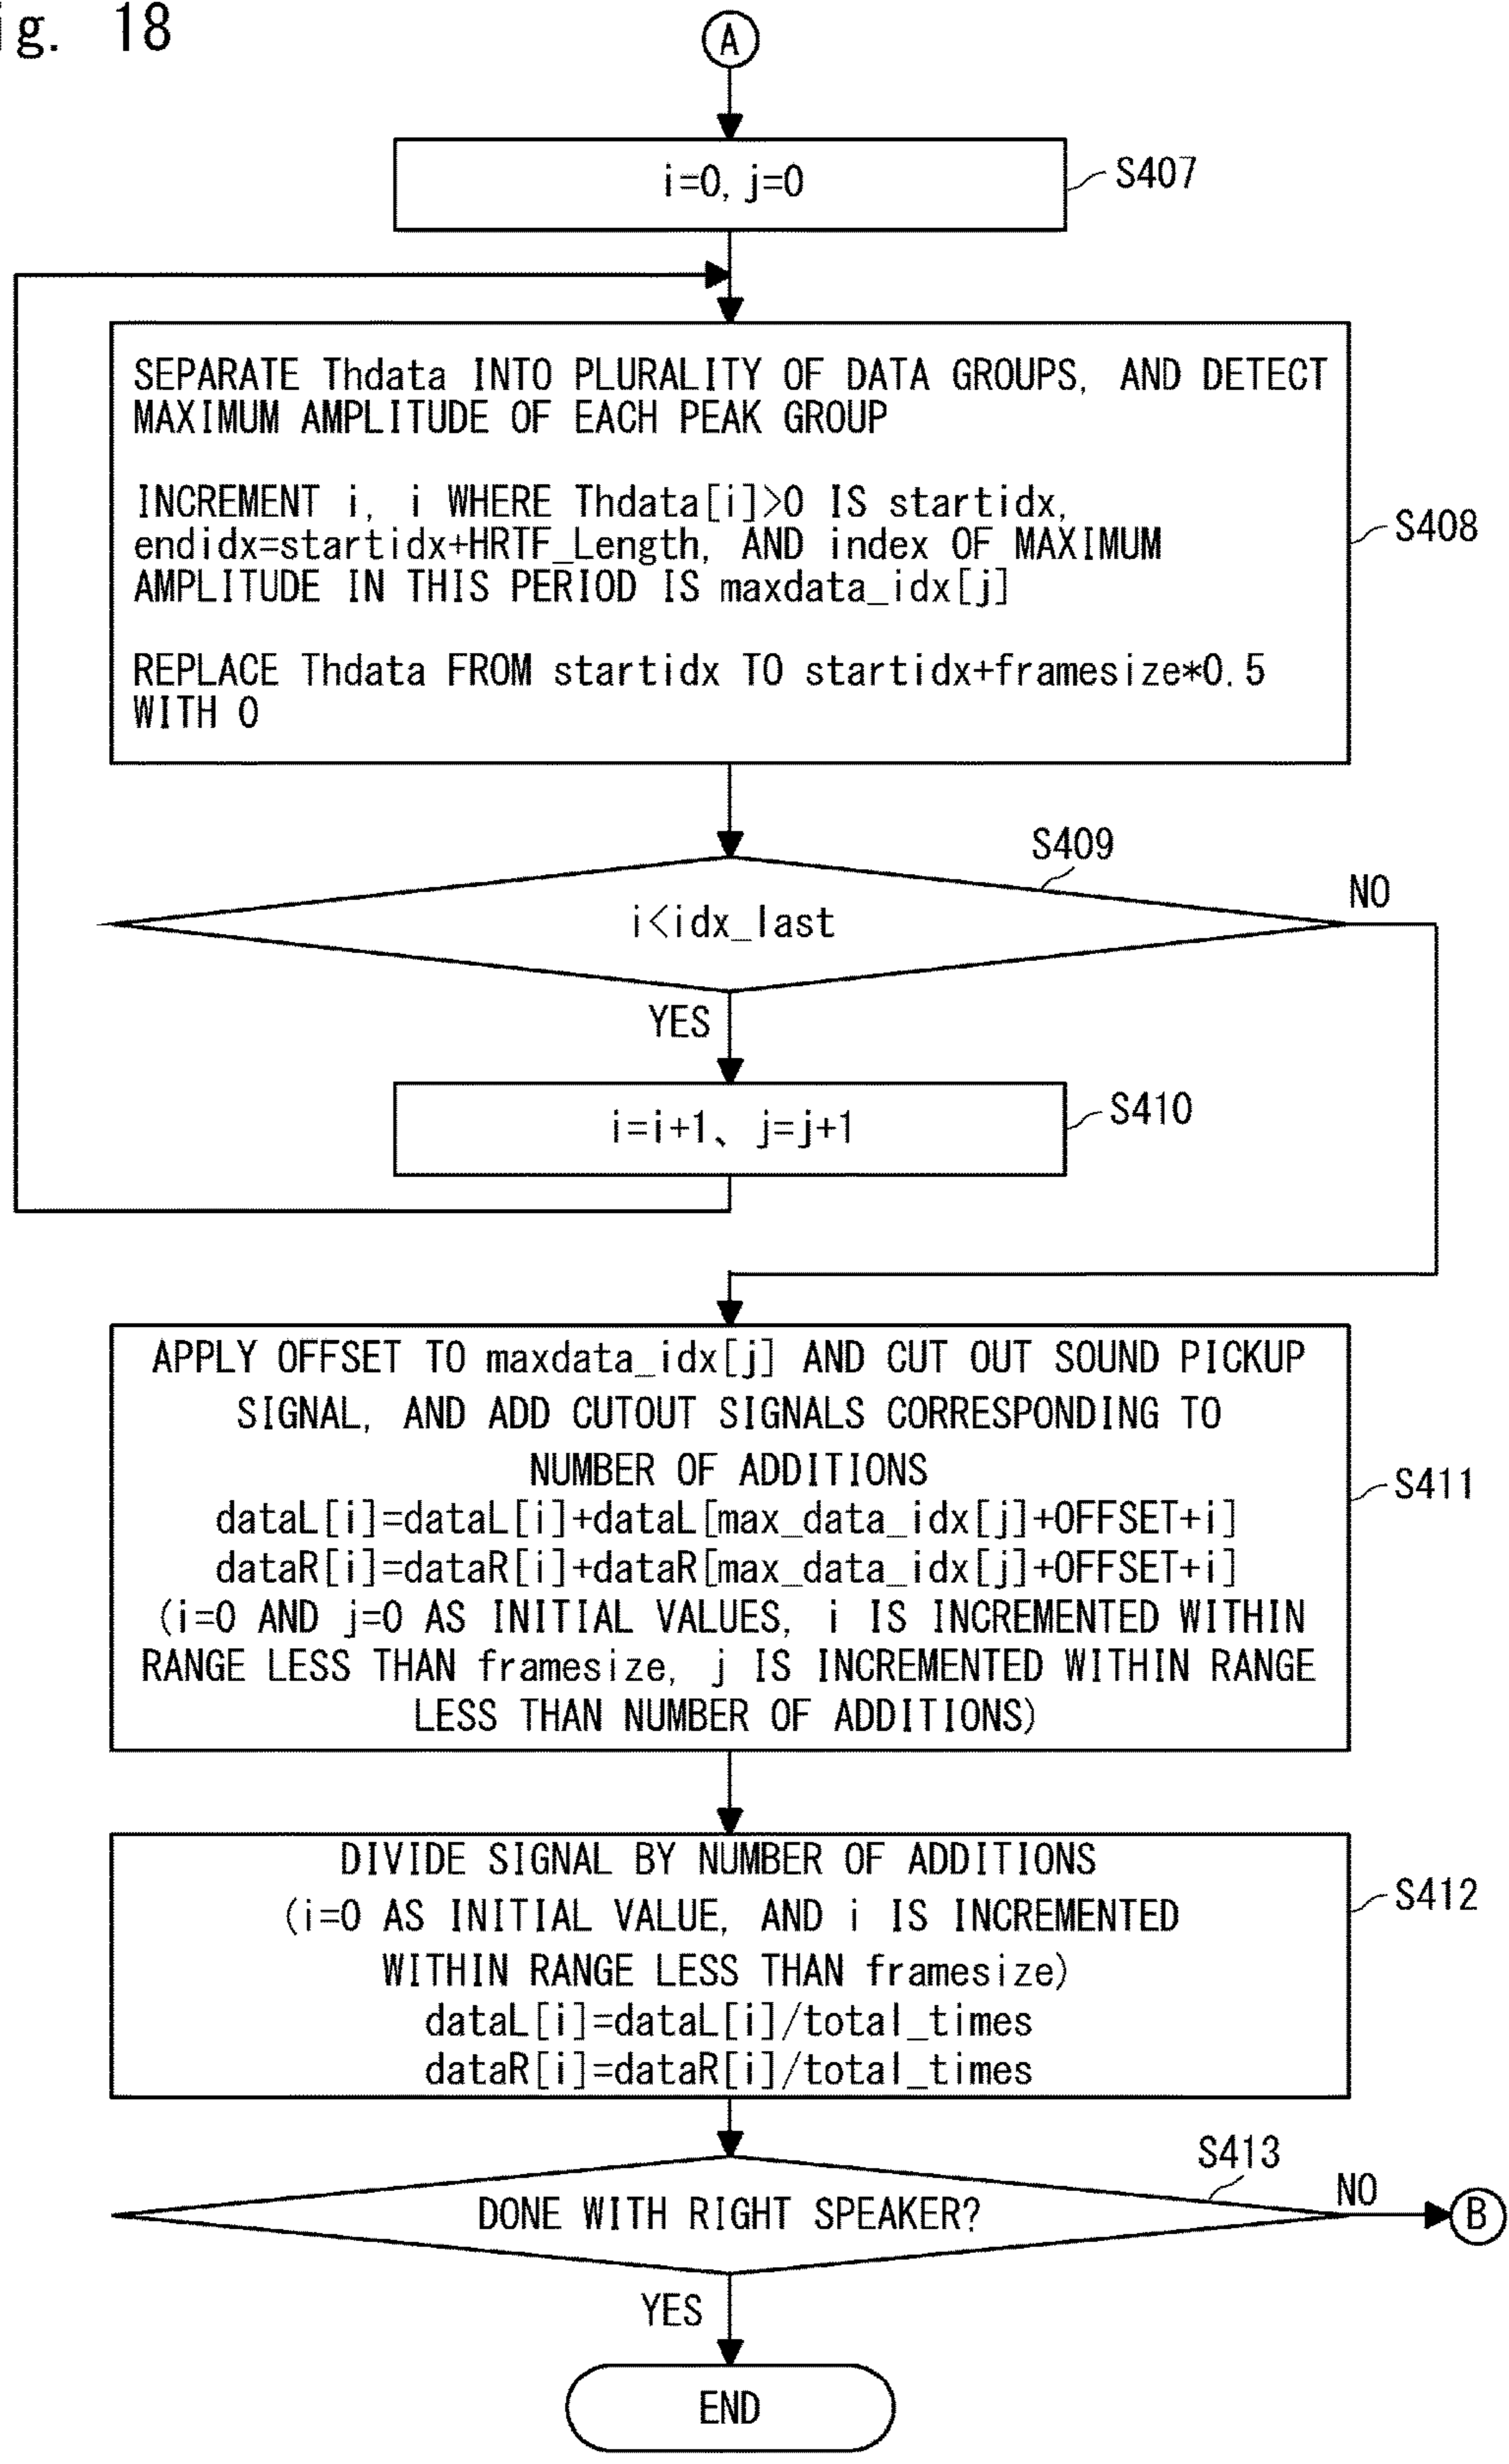 ig. 18
A
i=0, j=0
S407
SEPARATE Thdata INTO PLURALITY OF DATA GROUPS, AND DETECT
MAXIMUM AMPLITUDE OF EACH PEAK GROUP
INCREMENT i, i WHERE Thdata[i]>0 IS startidx,
endidx=startidx+HRTF_Length, AND index OF MAXIMUM
AMPLITUDE IN THIS PERIOD IS maxdata_idx[j]
REPLACE Thdata FROM startidx TO startidx+framesize*0.5
WITH 0
S408
S409
i<idx_last
NO
YES
i=i+1、j=j+1
S410
APPLY OFFSET TO maxdata_idx[j] AND CUT OUT SOUND PICKUP
SIGNAL, AND ADD CUTOUT SIGNALS CORRESPONDING TO
NUMBER OF ADDITIONS
dataL[i]=dataL[i]+dataL[max_data_idx[j]+OFFSET+i]
dataR[i]=dataR[i]+dataR[max_data_idx[j]+OFFSET+i]
(i=0 AND j=0 AS INITIAL VALUES, i IS INCREMENTED WITHIN
RANGE LESS THAN framesize, j IS INCREMENTED WITHIN RANGE
LESS THAN NUMBER OF ADDITIONS)
S411
DIVIDE SIGNAL BY NUMBER OF ADDITIONS
(i=0 AS INITIAL VALUE, AND i IS INCREMENTED
WITHIN RANGE LESS THAN framesize)
dataL[i]=dataL[i]/total_times
dataR[i]=dataR[i]/total_times
S412
S413
DONE WITH RIGHT SPEAKER?
NO
B
YES
END